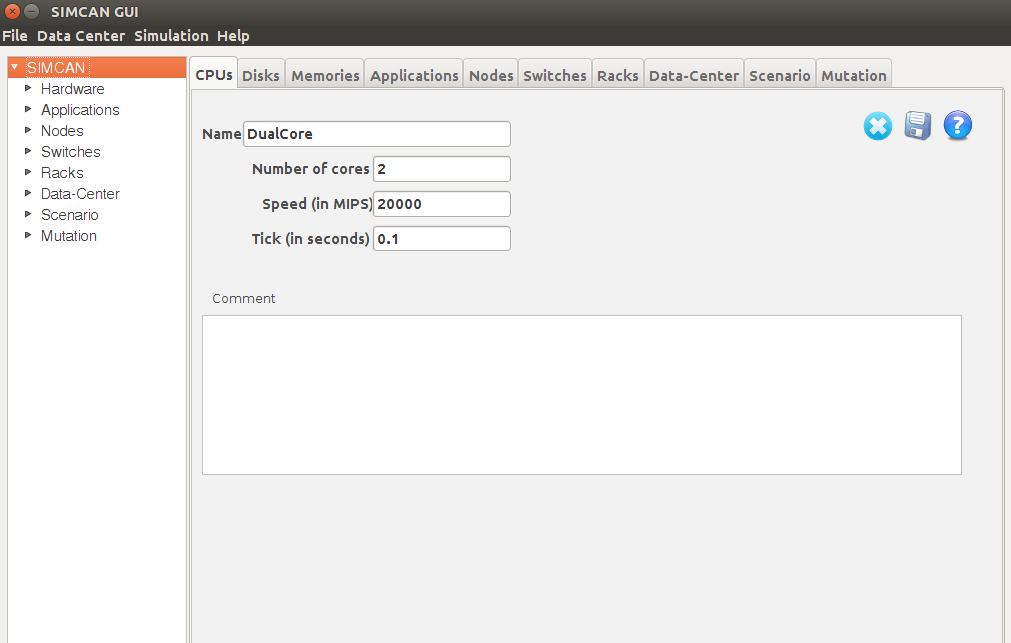 SIMCAN GUI
File Data Center Simulation Help
SIMCAN
Hardware
Applications
Nodes
Switches
Racks
Data-Center
Scenario
Mutation
CPUs Disks Memories Applications Nodes Switches Racks Data-Center Scenario Mutation
Name DualCore
Number of cores 2
Speed (in MIPS) 20000
Tick (in seconds) 0.1
Comment